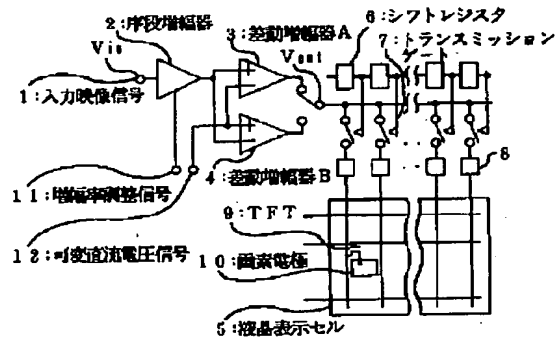 2:序段増幅器
3:差動増幅器A
6:シフトレジスタ
7:トランスミッション
ゲート
Vin
Vout
1:入力映像信号
4:差動増幅器B
8
11:増幅率調整信号
9:TFT
12:可変直流電圧信号
10:画素電極
5:液晶表示セル